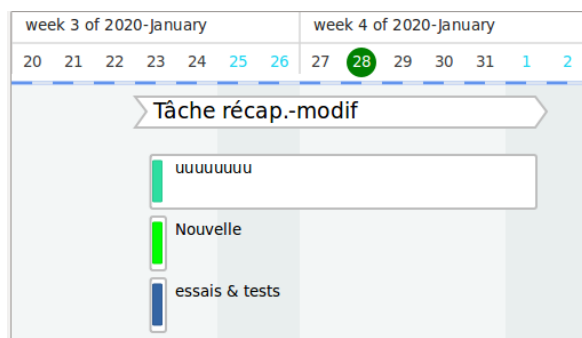 week 3 of 2020-January week 4 of 2020-January
20 21 22 23 24 25 26 27 28 29 30 31 1 2
Tâche récap.-modif
uuuuuuuu
Nouvelle
essais & tests